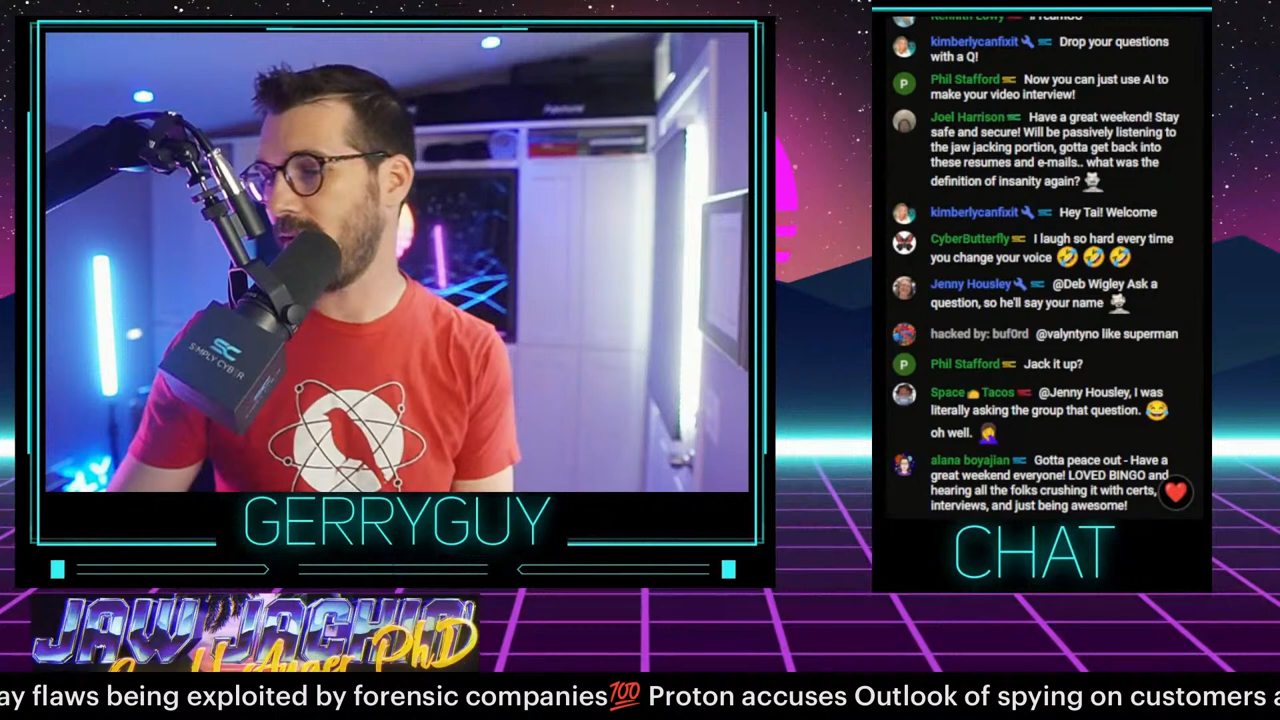 SIMPLY CYBER
GERRYGUY
#TeamSC
kimberlycanfixit Drop your questions
with a Q!
P Phil Stafford Now you can just use AI to
make your video interview!
Joel Harrison Have a great weekend! Stay
safe and secure! Will be passively listening to
the jaw jacking portion, gotta get back into
these resumes and e-mails.. what was the
definition of insanity again?
kimberlycanfixit Hey Tai! Welcome
CyberButterfly I laugh so hard every time
you change your voice 🤣 🤣 🤣
Jenny Housley @Deb Wigley Ask a
question, so he'll say your name
hacked by: buf0rd @valyntyno like superman
P Phil Stafford Jack it up?
Space 🌮 Tacos @Jenny Housley, I was
literally asking the group that question. 😂
oh well. 🤦
alana boyajian Gotta peace out - Have a
great weekend everyone! LOVED BINGO and
hearing all the folks crushing it with certs,
interviews, and just being awesome!
CHAT
JAW JACKIN'
PhD
ay flaws being exploited by forensic companies💯 Proton accuses Outlook of spying on customers